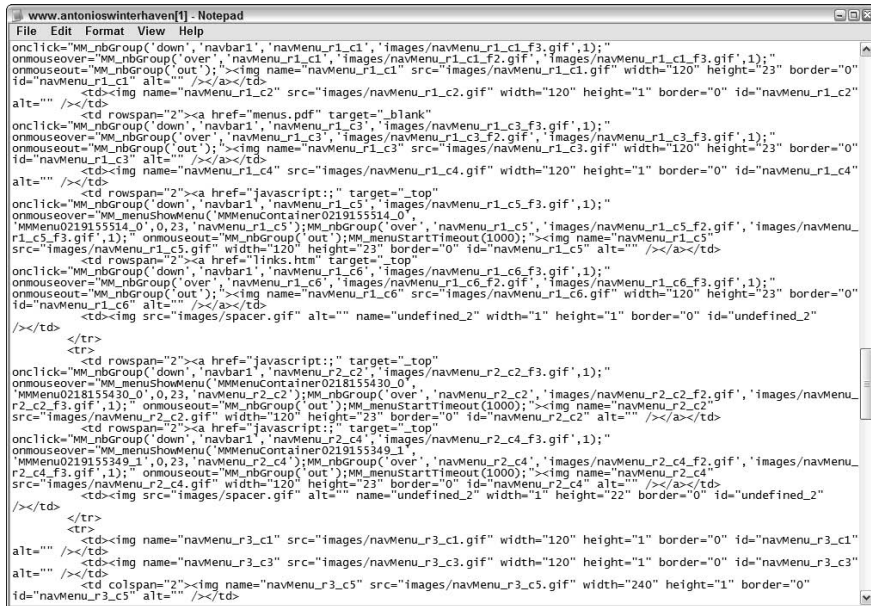 www.antonioswinterhaven[1] - Notepad
File Edit Format View Help
onclick="MM_nbGroup('down','navbar1','navMenu_r1_c1','images/navMenu_r1_c1_f3.gif',1);"
onmouseover="MM_nbGroup('over','navMenu_r1_c1','images/navMenu_r1_c1_f2.gif','images/navMenu_r1_c1_f3.gif',1);"
onmouseout="MM_nbGroup('out');"><img name="navMenu_r1_c1" src="images/navMenu_r1_c1.gif" width="120" height="23" border="0"
id="navMenu_r1_c1" alt="" /></a></td>
<td><img name="navMenu_r1_c2" src="images/navMenu_r1_c2.gif" width="120" height="1" border="0" id="navMenu_r1_c2"
alt="" /></td>
<td rowspan="2"><a href="menus.pdf" target="_blank"
onclick="MM_nbGroup('down','navbar1','navMenu_r1_c3','images/navMenu_r1_c3_f3.gif',1);"
onmouseover="MM_nbGroup('over','navMenu_r1_c3','images/navMenu_r1_c3_f2.gif','images/navMenu_r1_c3_f3.gif',1);"
onmouseout="MM_nbGroup('out');"><img name="navMenu_r1_c3" src="images/navMenu_r1_c3.gif" width="120" height="23" border="0"
id="navMenu_r1_c3" alt="" /></a></td>
<td><img name="navMenu_r1_c4" src="images/navMenu_r1_c4.gif" width="120" height="1" border="0" id="navMenu_r1_c4"
alt="" /></td>
<td rowspan="2"><a href="javascript:;" target="_top"
onclick="MM_nbGroup('down','navbar1','navMenu_r1_c5','images/navMenu_r1_c5_f3.gif',1);"
onmouseover="MM_menuShowMenu('MMMenuContainer0219155514_0',
'MMMenu0219155514_0',0,23,'navMenu_r1_c5');MM_nbGroup('over','navMenu_r1_c5','images/navMenu_r1_c5_f2.gif','images/navMenu_
r1_c5_f3.gif',1);" onmouseout="MM_nbGroup('out');MM_menuStartTimeout(1000);"><img name="navMenu_r1_c5"
src="images/navMenu_r1_c5.gif" width="120" height="23" border="0" id="navMenu_r1_c5" alt="" /></a></td>
<td rowspan="2"><a href="links.htm" target="_top"
onclick="MM_nbGroup('down','navbar1','navMenu_r1_c6','images/navMenu_r1_c6_f3.gif',1);"
onmouseover="MM_nbGroup('over','navMenu_r1_c6','images/navMenu_r1_c6_f2.gif','images/navMenu_r1_c6_f3.gif',1);"
onmouseout="MM_nbGroup('out');"><img name="navMenu_r1_c6" src="images/navMenu_r1_c6.gif" width="120" height="23" border="0"
id="navMenu_r1_c6" alt="" /></a></td>
<td><img src="images/spacer.gif" alt="" name="undefined_2" width="1" height="1" border="0" id="undefined_2"
/></td>
</tr>
<tr>
<td rowspan="2"><a href="javascript:;" target="_top"
onclick="MM_nbGroup('down','navbar1','navMenu_r2_c2','images/navMenu_r2_c2_f3.gif',1);"
onmouseover="MM_menuShowMenu('MMMenuContainer0218155430_0',
'MMMenu0218155430_0',0,23,'navMenu_r2_c2');MM_nbGroup('over','navMenu_r2_c2','images/navMenu_r2_c2_f2.gif','images/navMenu_
r2_c2_f3.gif',1);" onmouseout="MM_nbGroup('out');MM_menuStartTimeout(1000);"><img name="navMenu_r2_c2"
src="images/navMenu_r2_c2.gif" width="120" height="23" border="0" id="navMenu_r2_c2" alt="" /></a></td>
<td rowspan="2"><a href="javascript:;" target="_top"
onclick="MM_nbGroup('down','navbar1','navMenu_r2_c4','images/navMenu_r2_c4_f3.gif',1);"
onmouseover="MM_menuShowMenu('MMMenuContainer0219155349_1',
'MMMenu0219155349_1',0,23,'navMenu_r2_c4');MM_nbGroup('over','navMenu_r2_c4','images/navMenu_r2_c4_f2.gif','images/navMenu_
r2_c4_f3.gif',1);" onmouseout="MM_nbGroup('out');MM_menuStartTimeout(1000);"><img name="navMenu_r2_c4"
src="images/navMenu_r2_c4.gif" width="120" height="23" border="0" id="navMenu_r2_c4" alt="" /></a></td>
<td><img src="images/spacer.gif" alt="" name="undefined_2" width="1" height="22" border="0" id="undefined_2"
/></td>
</tr>
<tr>
<td><img name="navMenu_r3_c1" src="images/navMenu_r3_c1.gif" width="120" height="1" border="0" id="navMenu_r3_c1"
alt="" /></td>
<td><img name="navMenu_r3_c3" src="images/navMenu_r3_c3.gif" width="120" height="1" border="0" id="navMenu_r3_c3"
alt="" /></td>
<td colspan="2"><img name="navMenu_r3_c5" src="images/navMenu_r3_c5.gif" width="240" height="1" border="0"
id="navMenu_r3_c5" alt="" /></td>